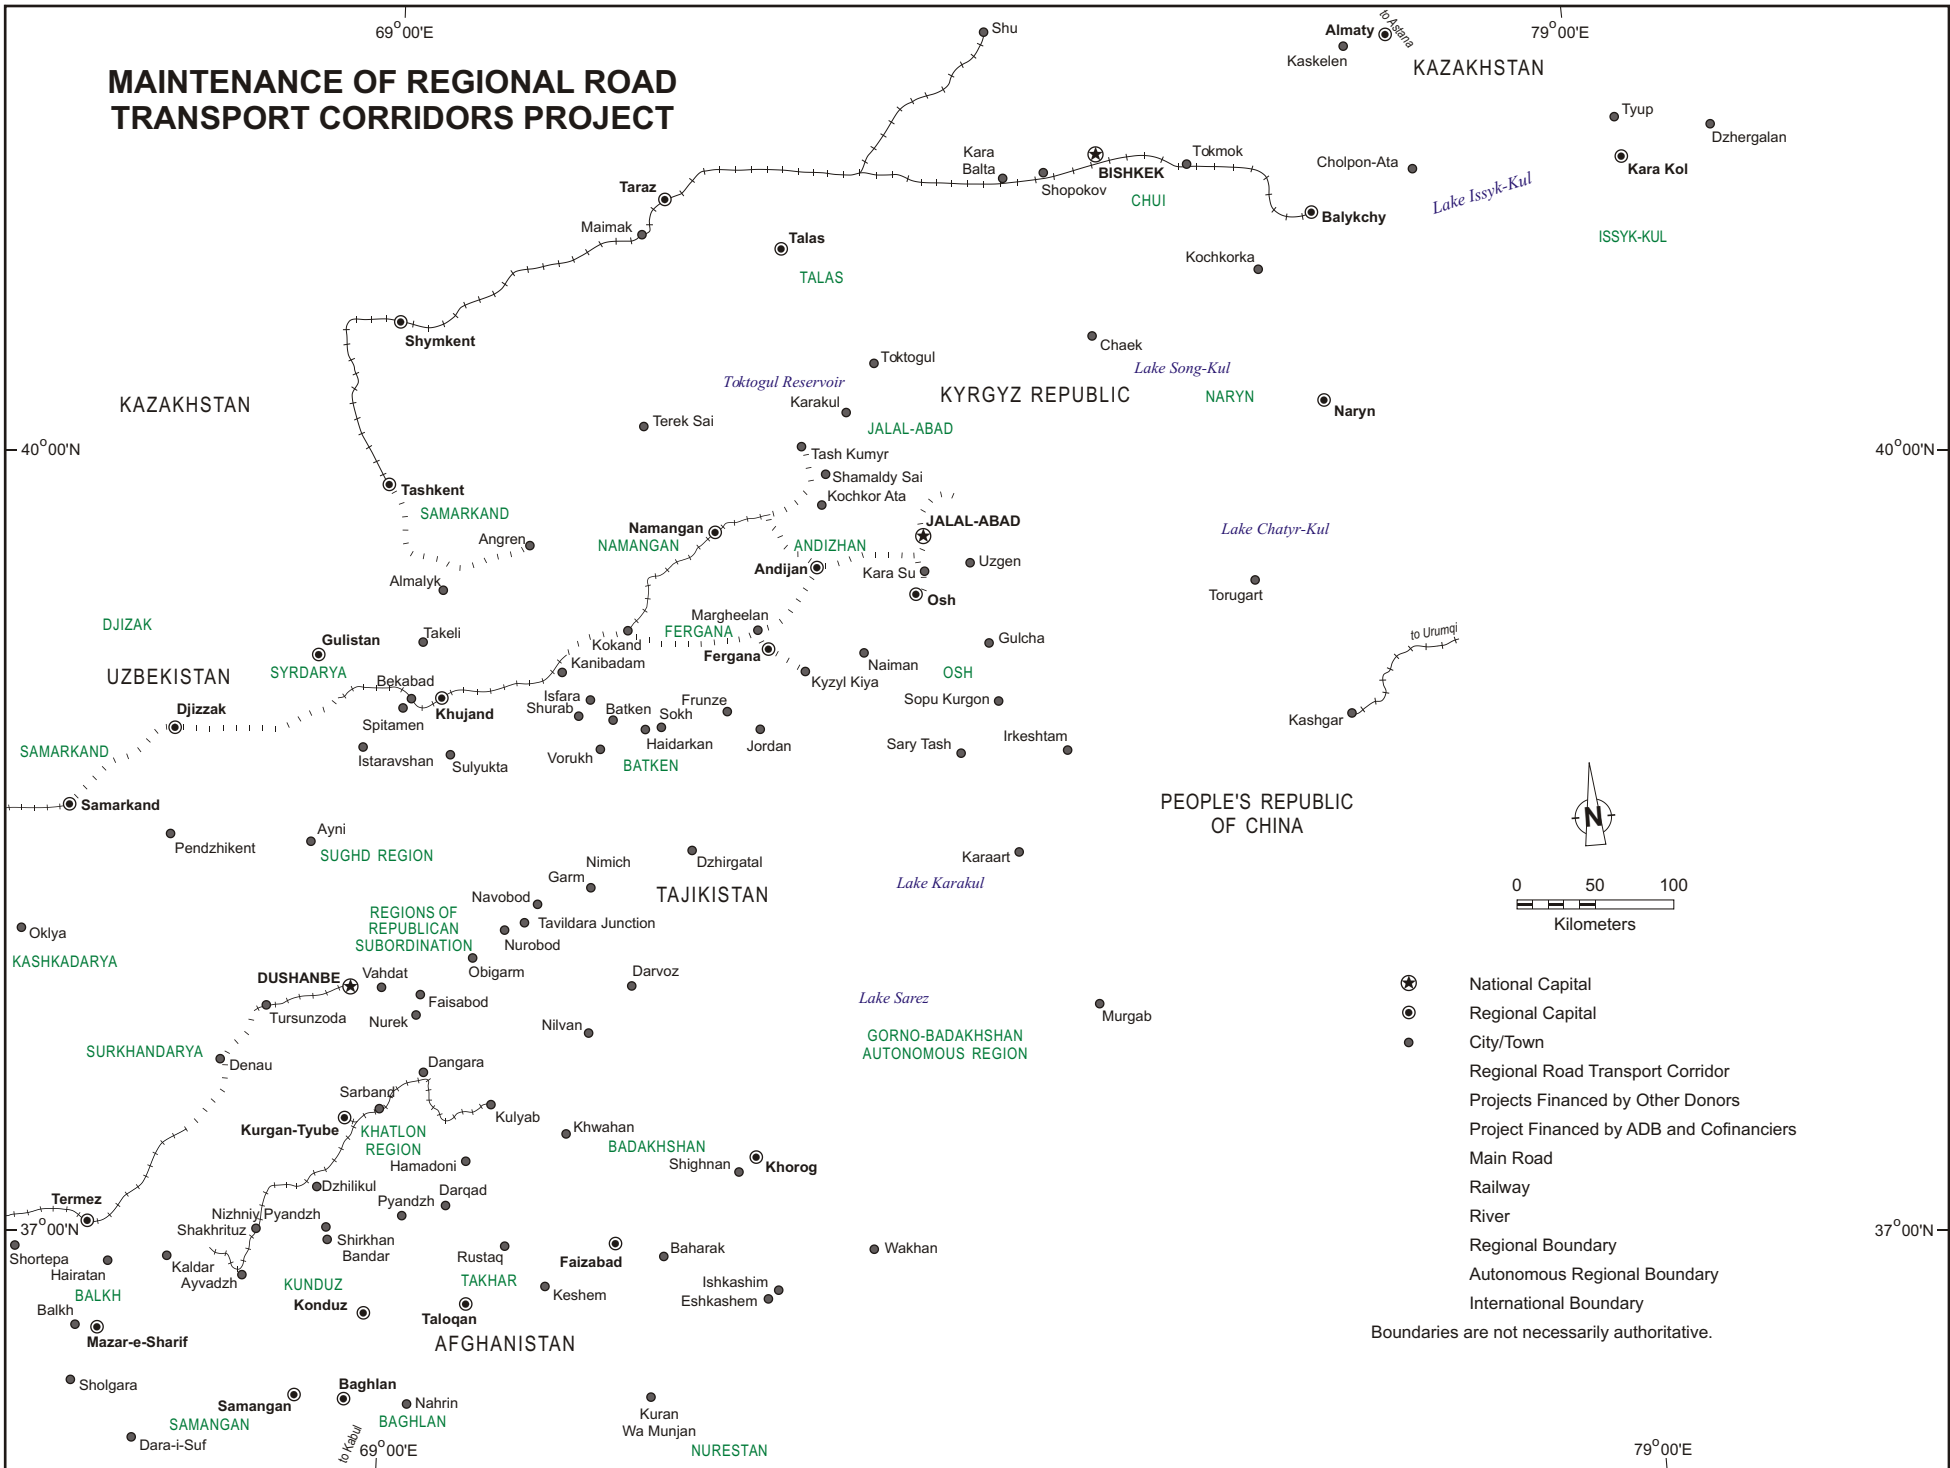 69°00'E
79°00'E
MAINTENANCE OF REGIONAL ROAD
TRANSPORT CORRIDORS PROJECT
Shu
Almaty
to Astana
Kaskelen
KAZAKHSTAN
Tyup
Dzhergalan
Kara
Balta
Shopokov
BISHKEK
CHUI
Tokmok
Cholpon-Ata
Kara Kol
Lake Issyk-Kul
Balykchy
ISSYK-KUL
Taraz
Maimak
Talas
TALAS
Kochkorka
Shymkent
Chaek
Toktogul
Lake Song-Kul
Toktogul Reservoir
KYRGYZ REPUBLIC
NARYN
Naryn
Karakul
KAZAKHSTAN
Terek Sai
JALAL-ABAD
40°00'N
40°00'N
Tash Kumyr
Shamaldy Sai
Kochkor Ata
Tashkent
SAMARKAND
Angren
Namangan
NAMANGAN
ANDIZHAN
JALAL-ABAD
Lake Chatyr-Kul
Andijan
Kara Su
Uzgen
Almalyk
Osh
Torugart
DJIZAK
Margheelan
FERGANA
Gulistan
Takeli
Kokand
Fergana
Gulcha
to Urumqi
UZBEKISTAN
SYRDARYA
Kanibadam
Naiman
OSH
Bekabad
Kyzyl Kiya
Isfara
Shurab
Batken
Frunze
Sokh
Sopu Kurgon
Djizzak
Spitamen
Khujand
Kashgar
Haidarkan
Jordan
Sary Tash
Irkeshtam
SAMARKAND
Istaravshan
Sulyukta
Vorukh
BATKEN
Samarkand
PEOPLE'S REPUBLIC
OF CHINA
N
Pendzhikent
Ayni
SUGHD REGION
Nimich
Dzhirgatal
Karaart
Garm
TAJIKISTAN
Lake Karakul
0 50 100
Kilometers
Navobod
REGIONS OF
REPUBLICAN
SUBORDINATION
Tavildara Junction
Nurobod
Oklya
KASHKADARYA
Obigarm
DUSHANBE
Vahdat
Darvoz
Faisabod
Tursunzoda
Nurek
Nilvan
Lake Sarez
Murgab
GORNO-BADAKHSHAN
AUTONOMOUS REGION
SURKHANDARYA
Denau
Dangara
Sarband
Kulyab
Kurgan-Tyube
KHATLON
REGION
Khwahan
BADAKHSHAN
Hamadoni
Shighnan
Khorog
Dzhilikul
Darqad
Pyandzh
Termez
Nizhniy Pyandzh
Shakhrituz
37°00'N
37°00'N
Shirkhan
Bandar
Shortepa
Hairatan
Kaldar
Ayvadzh
Rustaq
Faizabad
Baharak
Wakhan
KUNDUZ
TAKHAR
Keshem
Ishkashim
Eshkashem
BALKH
Balkh
Konduz
Taloqan
Mazar-e-Sharif
AFGHANISTAN
Sholgara
Samangan
Baghlan
Nahrin
SAMANGAN
BAGHLAN
Kuran
Wa Munjan
Dara-i-Suf
to Kabul
NURESTAN
69°00'E
79°00'E
National Capital
Regional Capital
City/Town
Regional Road Transport Corridor
Projects Financed by Other Donors
Project Financed by ADB and Cofinanciers
Main Road
Railway
River
Regional Boundary
Autonomous Regional Boundary
International Boundary
Boundaries are not necessarily authoritative.